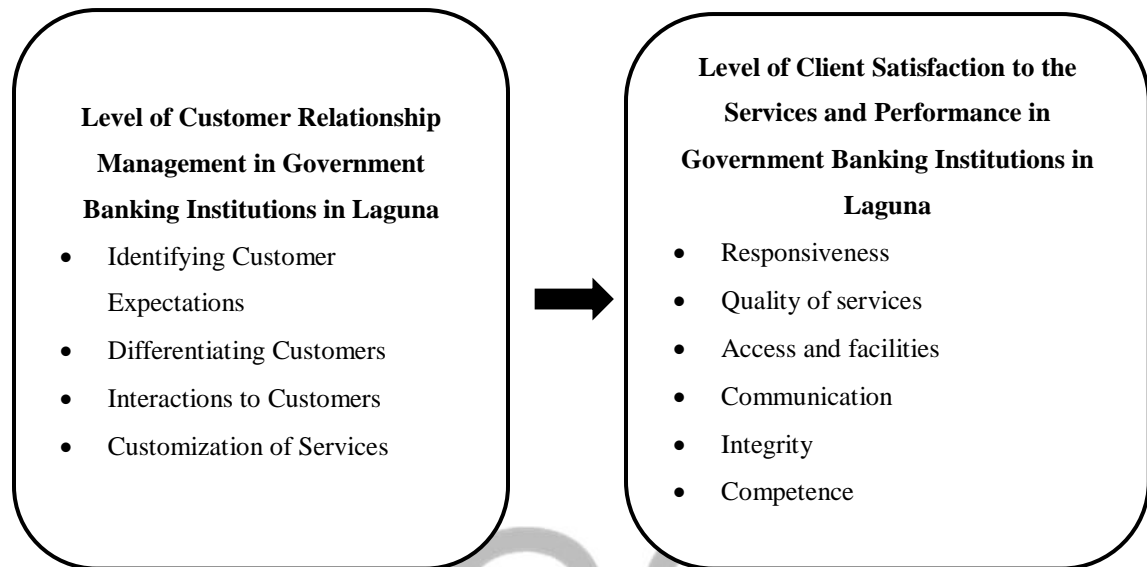 Level of Customer Relationship
Management in Government
Banking Institutions in Laguna
• Identifying Customer
Expectations
• Differentiating Customers
• Interactions to Customers
• Customization of Services
Level of Client Satisfaction to the
Services and Performance in
Government Banking Institutions in
Laguna
• Responsiveness
• Quality of services
• Access and facilities
• Communication
• Integrity
• Competence